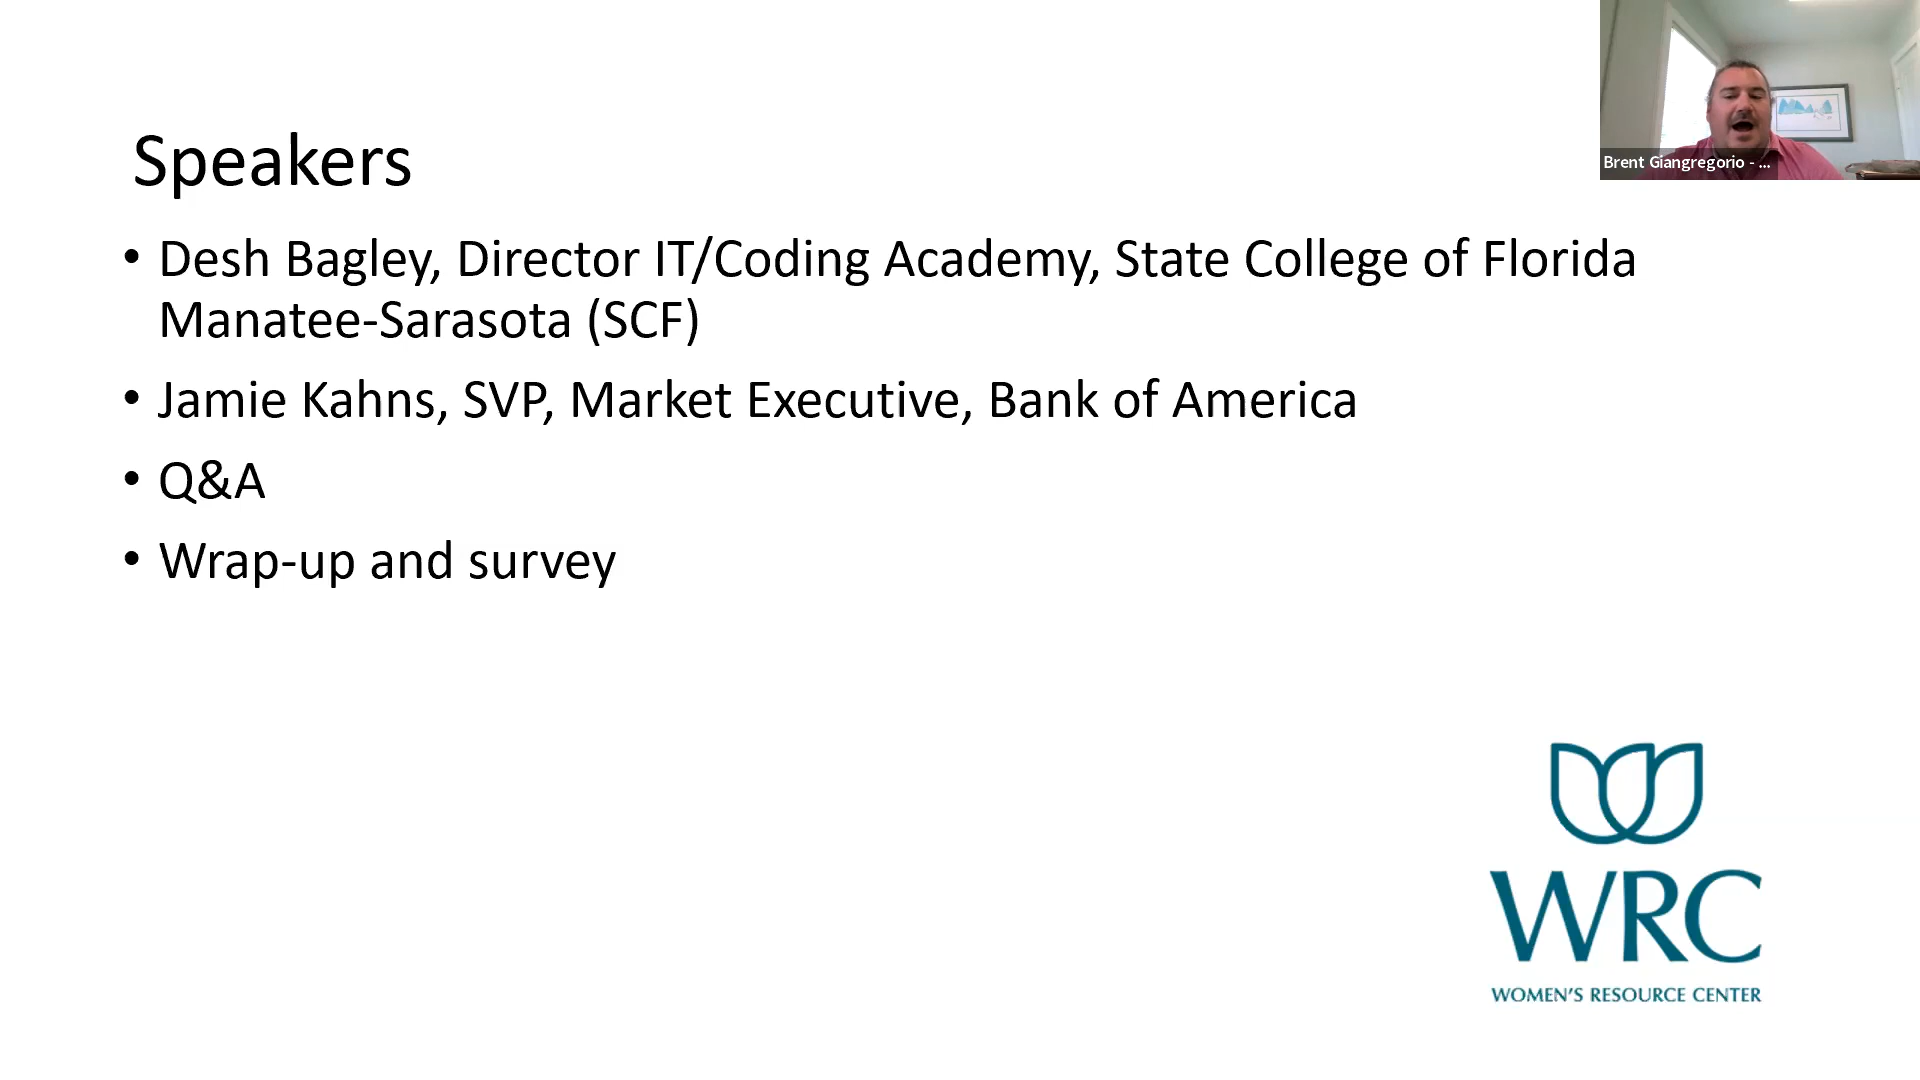 Brent Giangregorio - ...
Speakers
• Desh Bagley, Director IT/Coding Academy, State College of Florida
Manatee-Sarasota (SCF)
• Jamie Kahns, SVP, Market Executive, Bank of America
• Q&A
• Wrap-up and survey
WRC
WOMEN'S RESOURCE CENTER